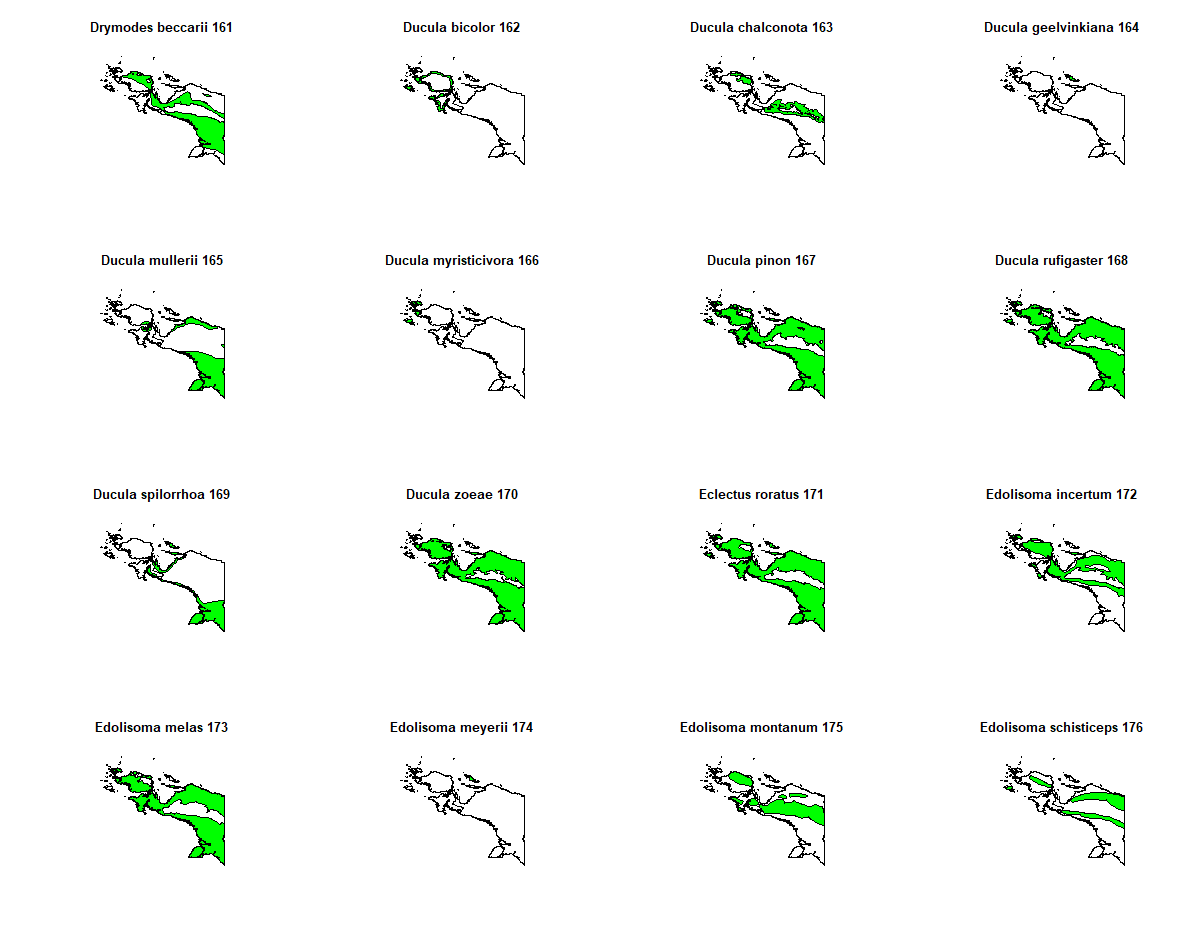 Drymodes beccarii 161
Ducula bicolor 162
Ducula chalconota 163
Ducula geelvinkiana 164
Ducula mullerii 165
Ducula myristicivora 166
Ducula pinon 167
Ducula rufigaster 168
Ducula spilorrhoa 169
Ducula zoeae 170
Eclectus roratus 171
Edolisoma incertum 172
Edolisoma melas 173
Edolisoma meyerii 174
Edolisoma montanum 175
Edolisoma schisticeps 176